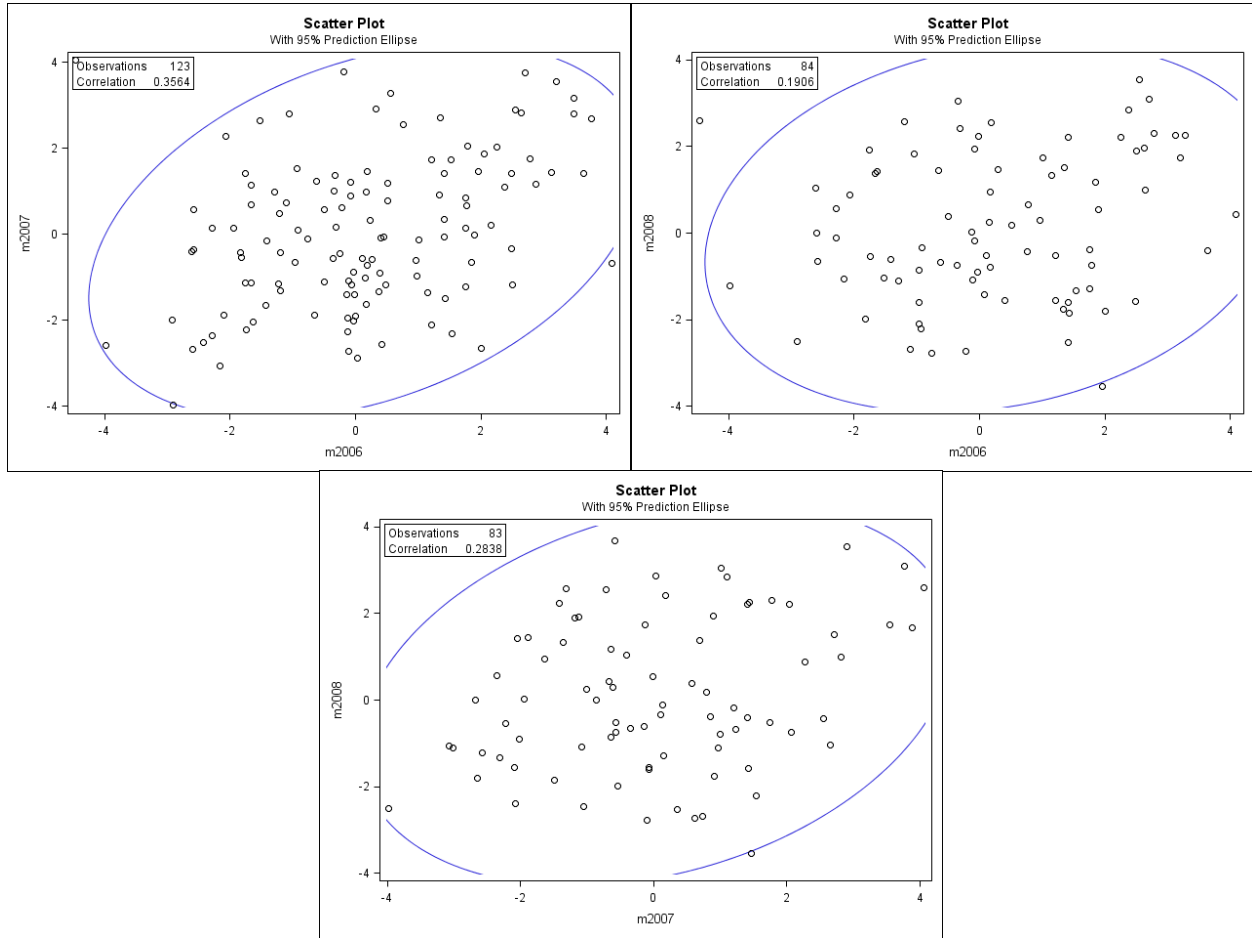 Scatter Plot
With 95% Prediction Ellipse
Observations 123
Correlation 0.3564
4
2
0
-2
-4
m2007
-4 -2 0 2 4
m2006
Scatter Plot
With 95% Prediction Ellipse
Observations 84
Correlation 0.1906
4
2
0
-2
-4
m2008
-4 -2 0 2 4
m2006
Scatter Plot
With 95% Prediction Ellipse
Observations 83
Correlation 0.2838
4
2
0
-2
-4
m2008
-4 -2 0 2 4
m2007